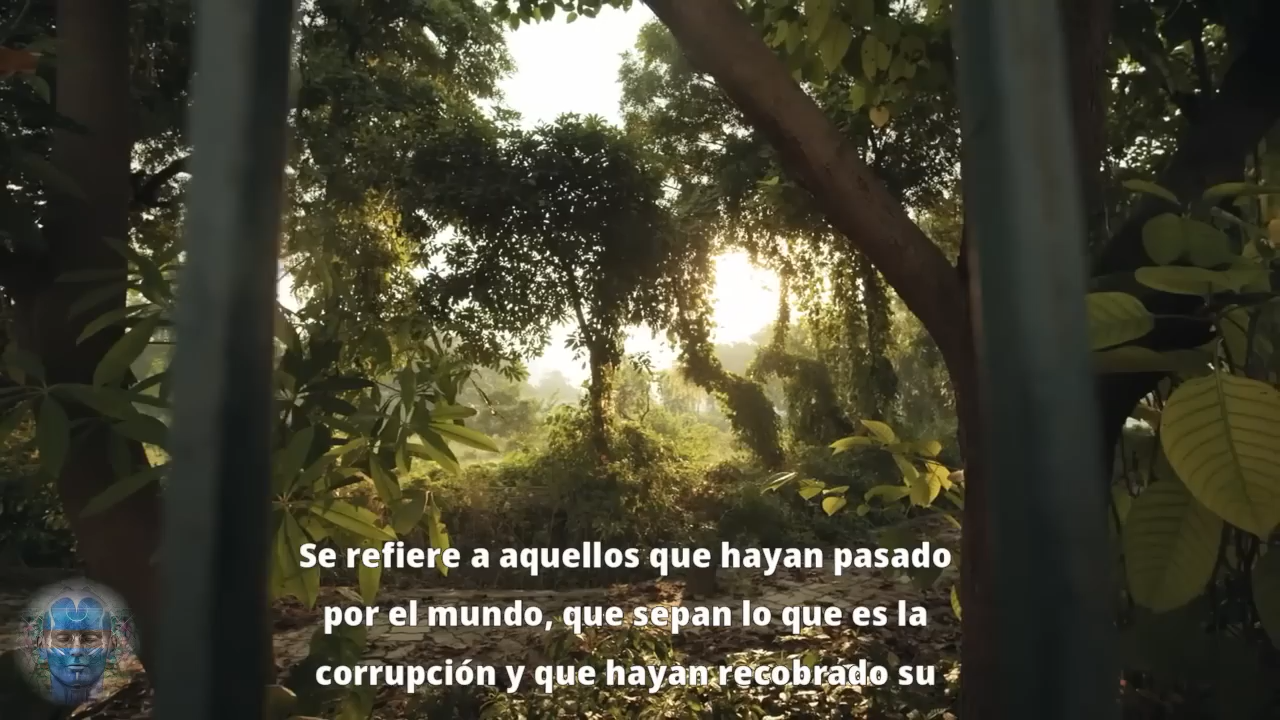 Se refiere a aquellos que hayan pasado
por el mundo, que sepan lo que es la
corrupción y que hayan recobrado su